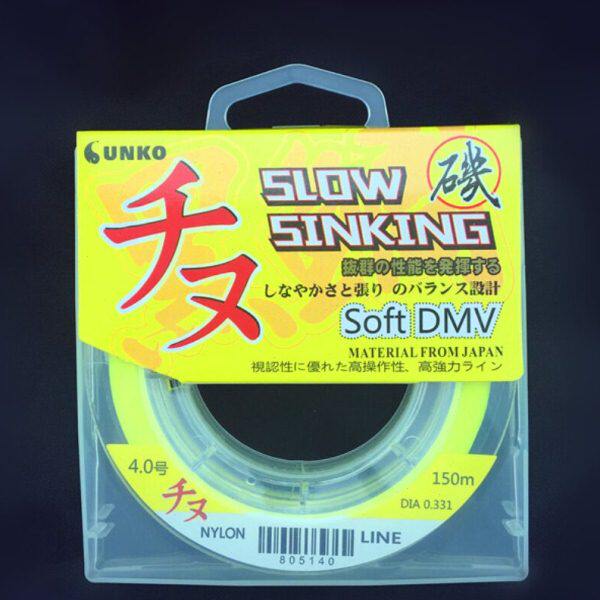 SUNKO
チヌ
SLOW
SINKING
磯
抜群の性能を発揮する
しなやかさと張り のバランス設計
Soft DMV
MATERIAL FROM JAPAN
視認性に優れた高操作性、高強力ライン
4.0号
150m
チヌ
DIA 0.331
NYLON
LINE
805140